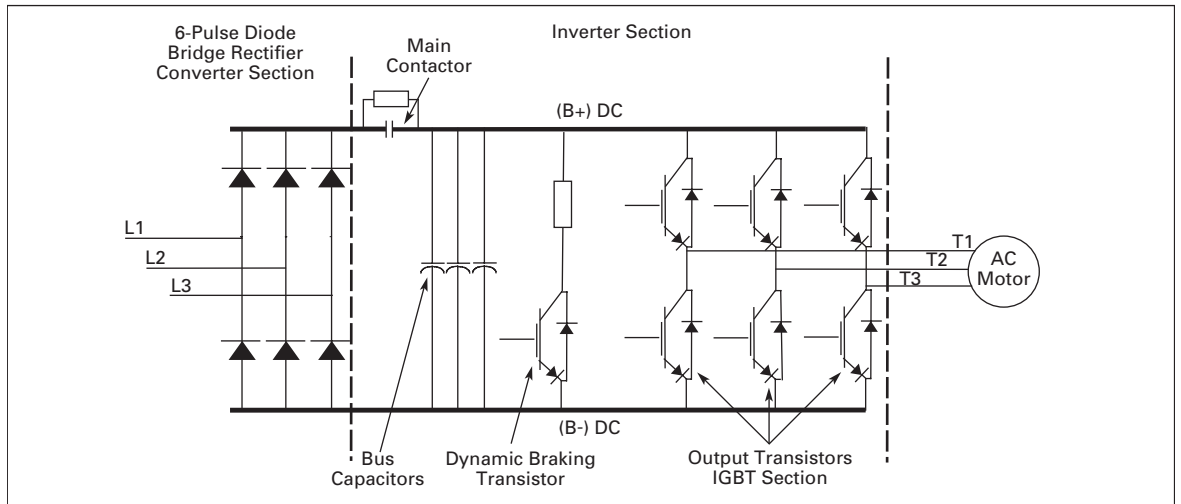 6-Pulse Diode
Bridge Rectifier
Converter Section
Inverter Section
Main
Contactor
(B+) DC
L1
L2
L3
T1
T2
T3
AC
Motor
(B-) DC
Bus
Capacitors
Dynamic Braking
Transistor
Output Transistors
IGBT Section